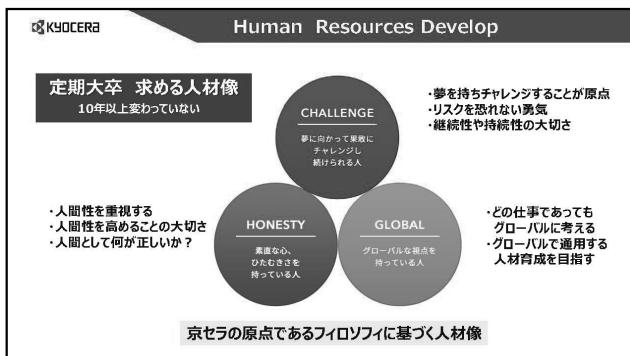 KYOCERA
Human Resources Develop
定期大卒 求める人材像
10年以上変わっていない
CHALLENGE
夢に向かって果敢に
チャレンジし
続けられる人
・夢を持ちチャレンジすることが原点
・リスクを恐れない勇気
・継続性や持続性の大切さ
・人間性を重視する
・人間性を高めることの大切さ
・人間として何が正しいか？
HONESTY
素直な心、
ひたむきさを
持っている人
GLOBAL
グローバルな視点を
持っている人
・どの仕事であっても
グローバルに考える
・グローバルで通用する
人材育成を目指す
京セラの原点であるフィロソフィに基づく人材像